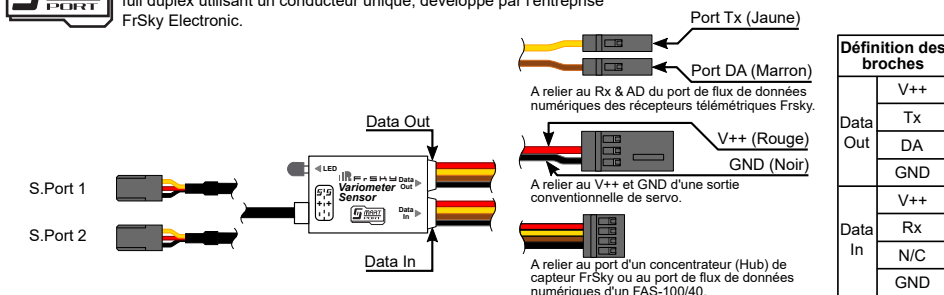 PORT
full duplex utilisant un conducteur unique, développé par l'entreprise
FrSky Electronic.
Port Tx (Jaune)
Port DA (Marron)
A relier au Rx & AD du port de flux de données
numériques des récepteurs télémétriques Frsky.
Data Out
V++ (Rouge)
GND (Noir)
A relier au V++ et GND d'une sortie
conventionelle de servo.
S.Port 1
S.Port 2
LED
FrSky
Variometer
Sensor
Data
Out
Data
In
SMART
PORT
Data In
A relier au port d'un concentrateur (Hub) de
capteur FrSky ou au port de flux de données
numériques d'un FAS-100/40.
Définition des
broches
Data
Out
V++
Tx
DA
GND
Data
In
V++
Rx
N/C
GND